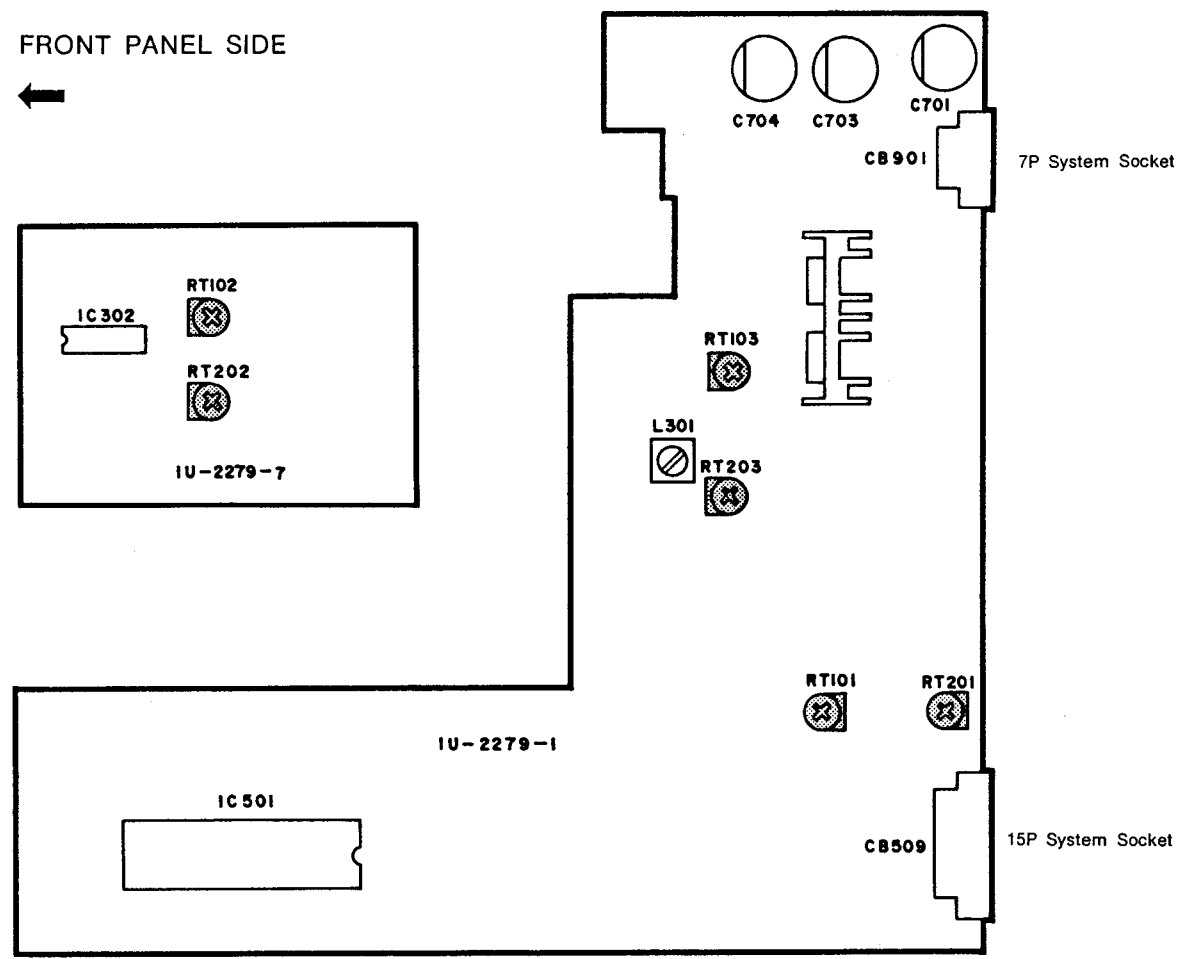 FRONT PANEL SIDE
C704
C703
C701
CB901
7P System Socket
RT102
IC302
RT202
1U-2279-7
RT103
L301
RT203
RT101
RT201
1U-2279-1
IC501
CB509
15P System Socket